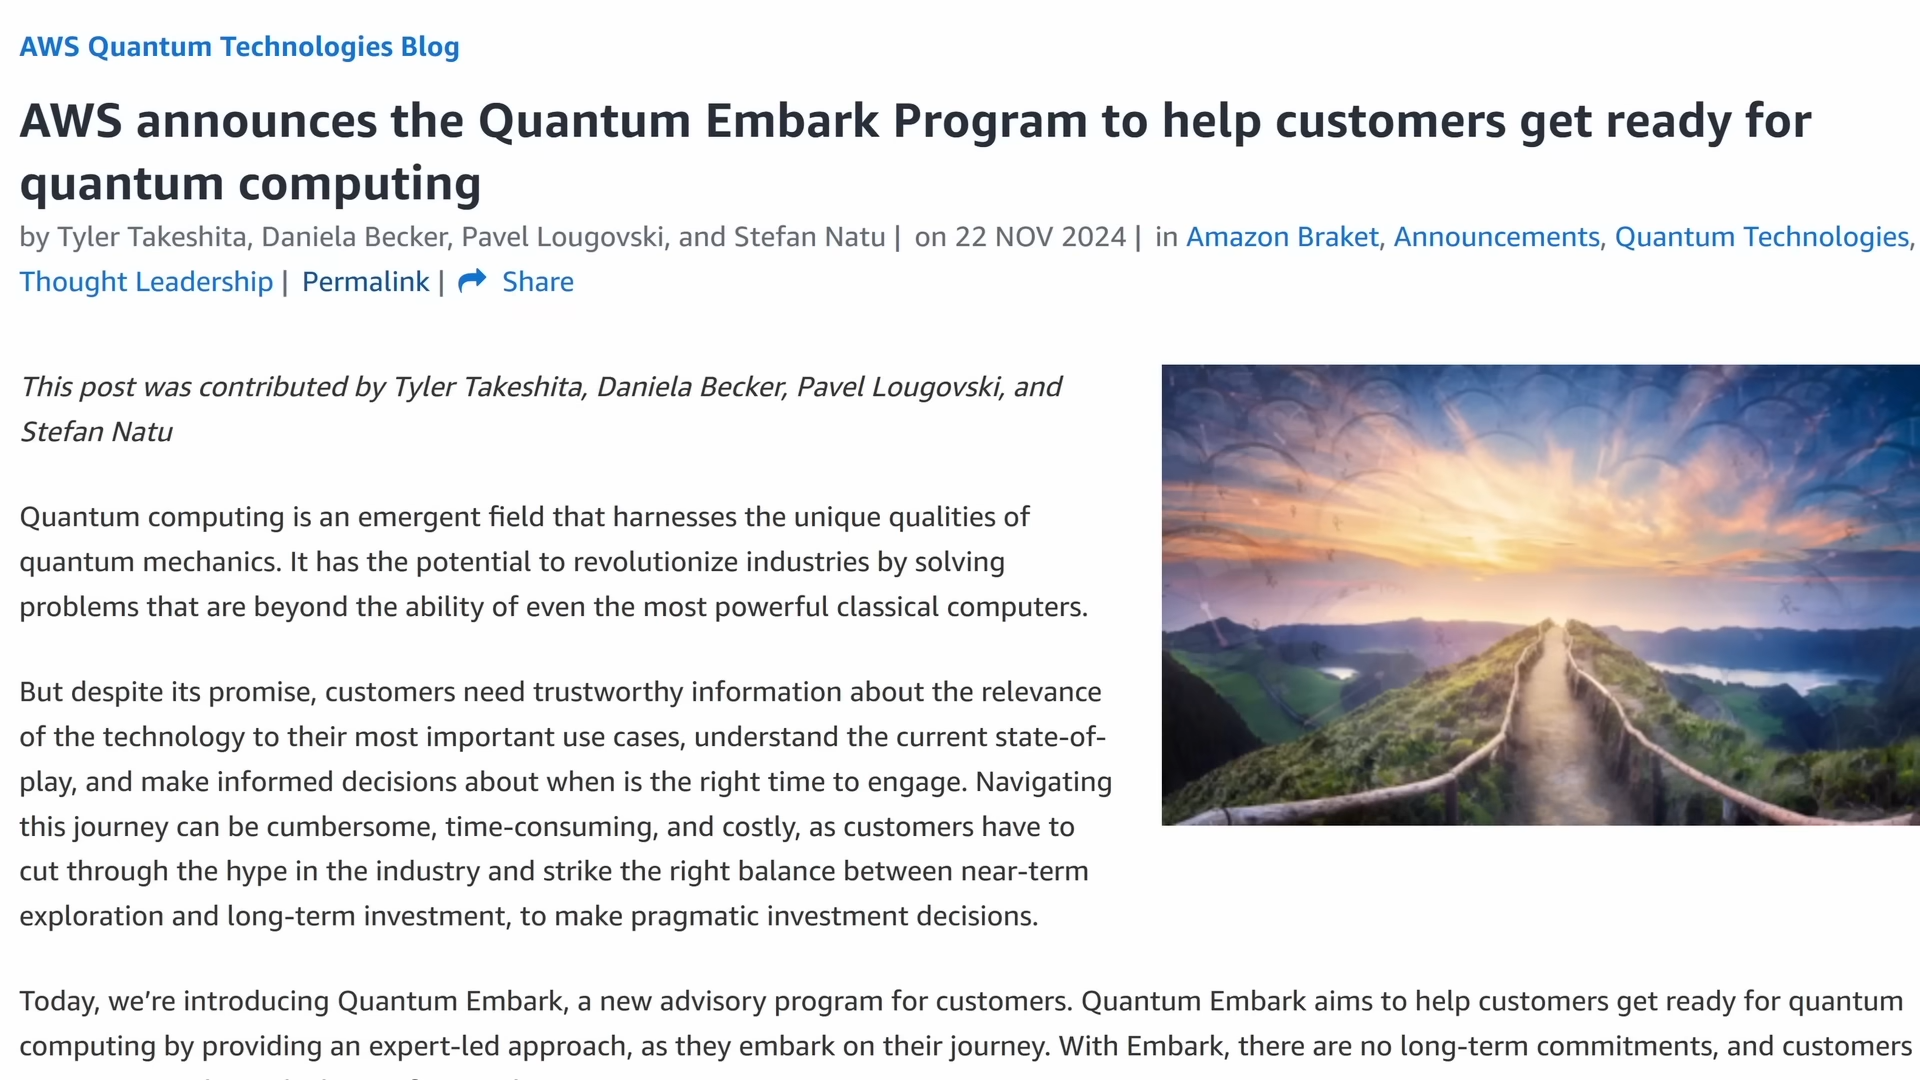 AWS Quantum Technologies Blog
AWS announces the Quantum Embark Program to help customers get ready for
quantum computing
by Tyler Takeshita, Daniela Becker, Pavel Lougovski, and Stefan Natu | on 22 NOV 2024 | in Amazon Braket, Announcements, Quantum Technologies,
Thought Leadership | Permalink | Share
This post was contributed by Tyler Takeshita, Daniela Becker, Pavel Lougovski, and
Stefan Natu
Quantum computing is an emergent field that harnesses the unique qualities of
quantum mechanics. It has the potential to revolutionize industries by solving
problems that are beyond the ability of even the most powerful classical computers.
But despite its promise, customers need trustworthy information about the relevance
of the technology to their most important use cases, understand the current state-of-
play, and make informed decisions about when is the right time to engage. Navigating
this journey can be cumbersome, time-consuming, and costly, as customers have to
cut through the hype in the industry and strike the right balance between near-term
exploration and long-term investment, to make pragmatic investment decisions.
Today, we’re introducing Quantum Embark, a new advisory program for customers. Quantum Embark aims to help customers get ready for quantum
computing by providing an expert-led approach, as they embark on their journey. With Embark, there are no long-term commitments, and customers